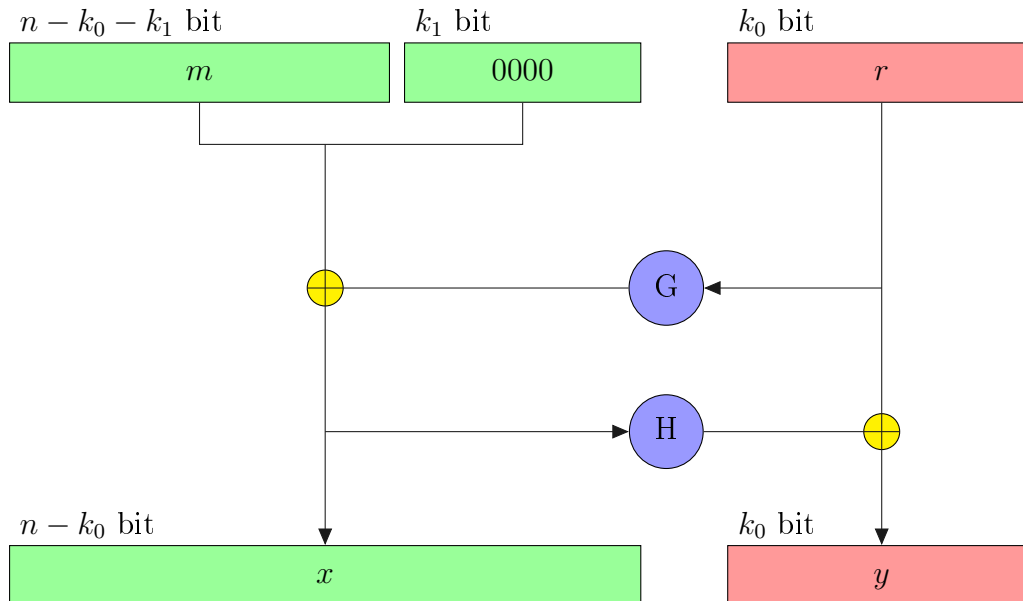 n − k₀ − k₁ bit k₁ bit k₀ bit
m 0000 r
G
H
n − k₀ bit k₀ bit
x y